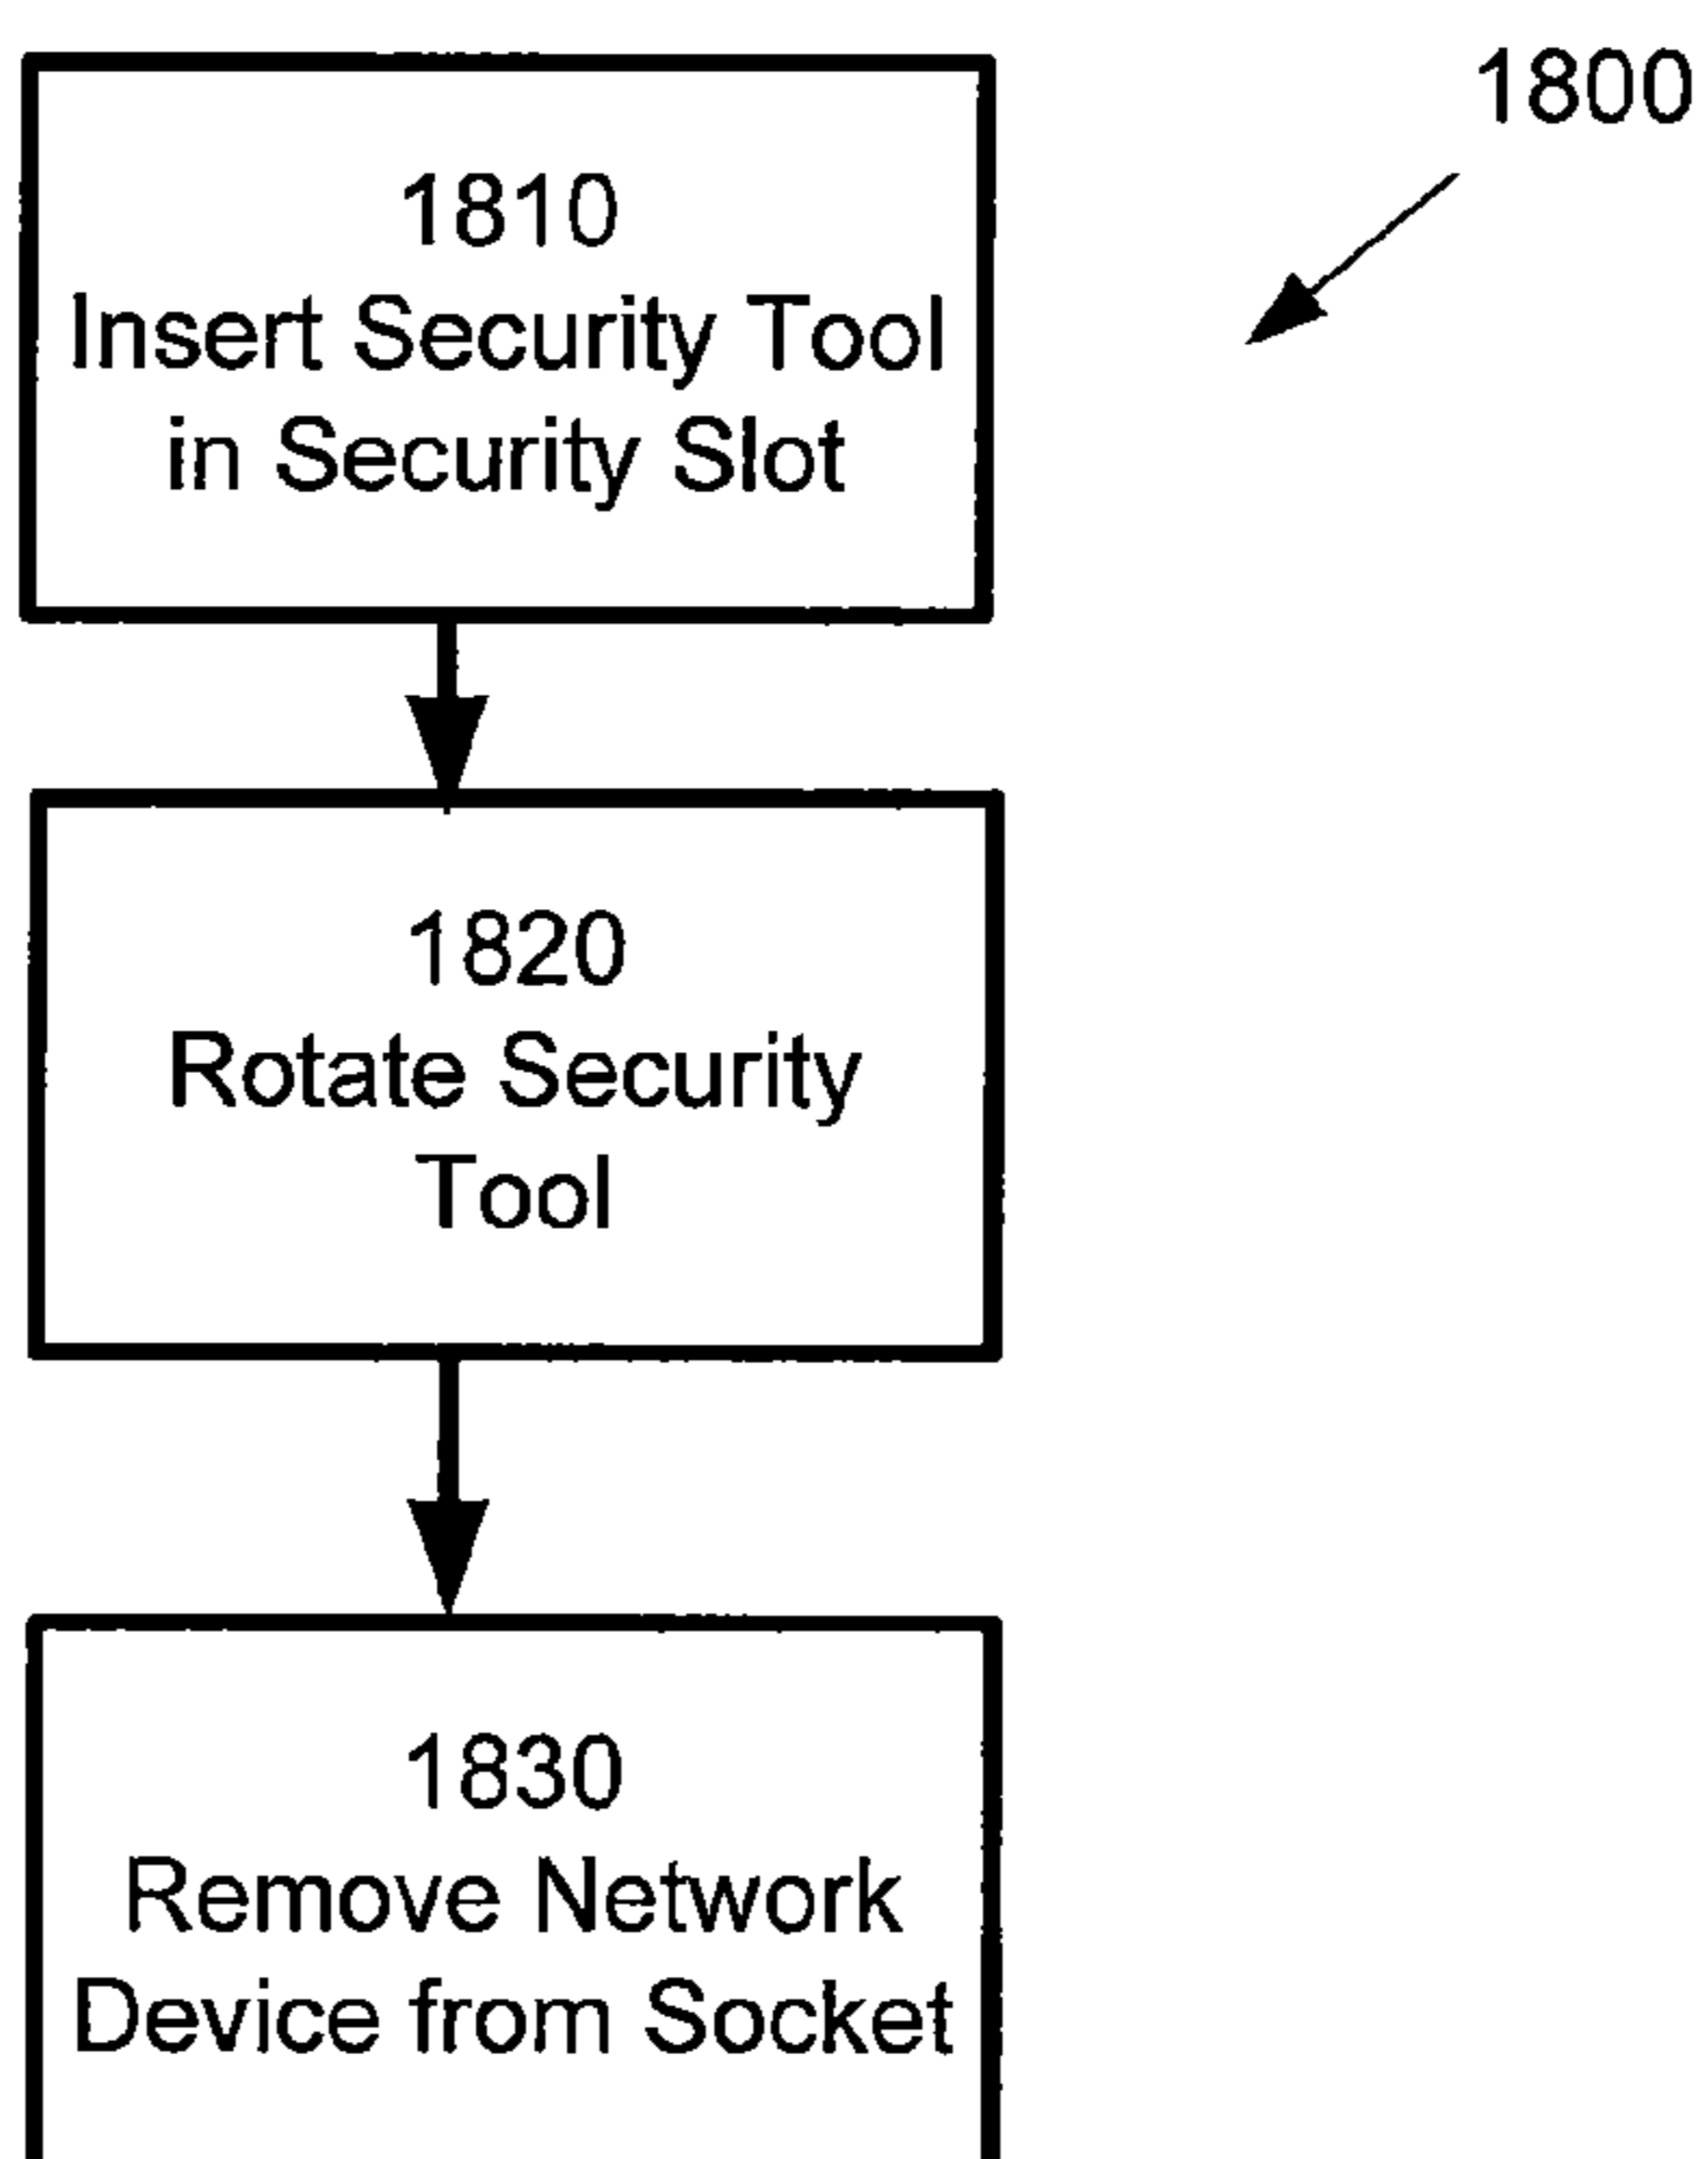 1800
1810
Insert Security Tool
in Security Slot
1820
Rotate Security
Tool
1830
Remove Network
Device from Socket